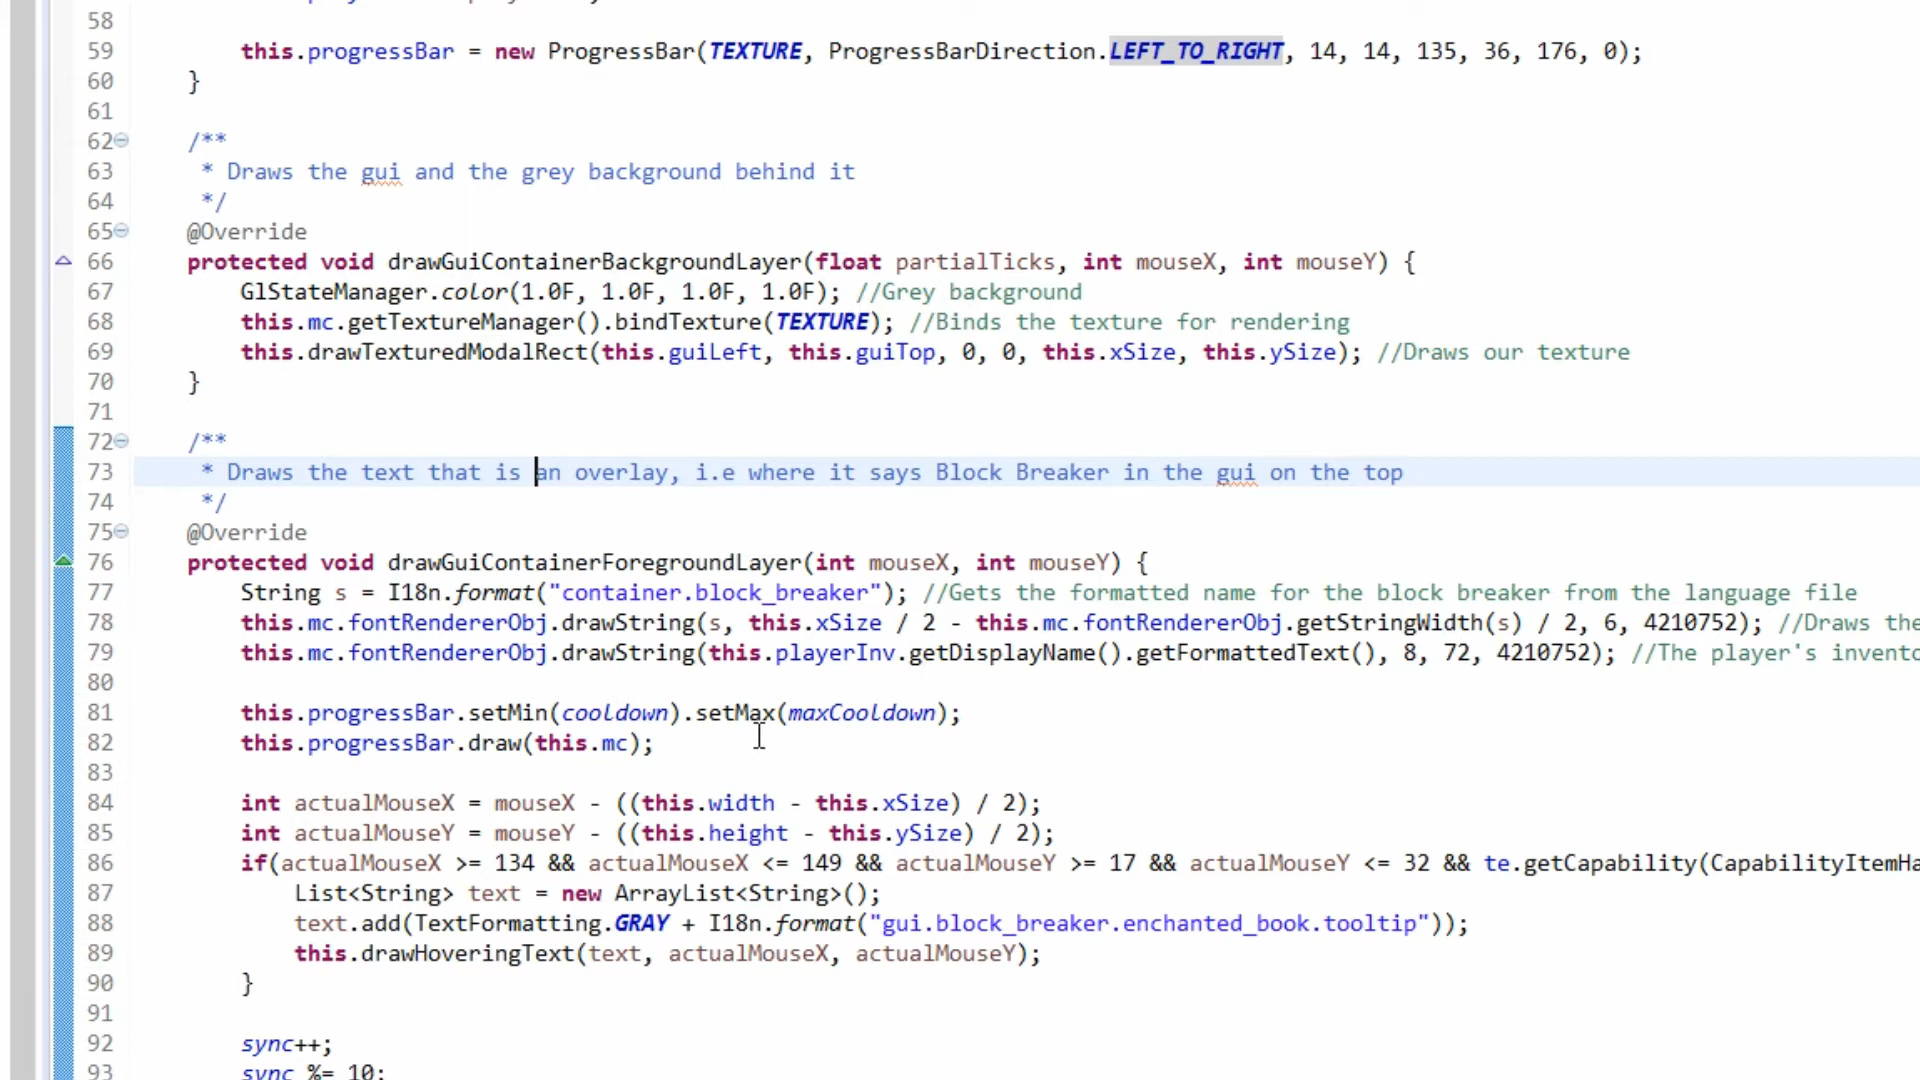 58
59 this.progressBar = new ProgressBar(TEXTURE, ProgressBarDirection.LEFT_TO_RIGHT, 14, 14, 135, 36, 176, 0);
60 }
61
62 /**
63 * Draws the gui and the grey background behind it
64 */
65 @Override
66 protected void drawGuiContainerBackgroundLayer(float partialTicks, int mouseX, int mouseY) {
67 GlStateManager.color(1.0F, 1.0F, 1.0F, 1.0F); //Grey background
68 this.mc.getTextureManager().bindTexture(TEXTURE); //Binds the texture for rendering
69 this.drawTexturedModalRect(this.guiLeft, this.guiTop, 0, 0, this.xSize, this.ySize); //Draws our texture
70 }
71
72 /**
73 * Draws the text that is an overlay, i.e where it says Block Breaker in the gui on the top
74 */
75 @Override
76 protected void drawGuiContainerForegroundLayer(int mouseX, int mouseY) {
77 String s = I18n.format("container.block_breaker"); //Gets the formatted name for the block breaker from the language file
78 this.mc.fontRendererObj.drawString(s, this.xSize / 2 - this.mc.fontRendererObj.getStringWidth(s) / 2, 6, 4210752); //Draws the
79 this.mc.fontRendererObj.drawString(this.playerInv.getDisplayName().getFormattedText(), 8, 72, 4210752); //The player's invento
80
81 this.progressBar.setMin(cooldown).setMax(maxCooldown);
82 this.progressBar.draw(this.mc);
83
84 int actualMouseX = mouseX - ((this.width - this.xSize) / 2);
85 int actualMouseY = mouseY - ((this.height - this.ySize) / 2);
86 if(actualMouseX >= 134 && actualMouseX <= 149 && actualMouseY >= 17 && actualMouseY <= 32 && te.getCapability(CapabilityItemHa
87 List<String> text = new ArrayList<String>();
88 text.add(TextFormatting.GRAY + I18n.format("gui.block_breaker.enchanted_book.tooltip"));
89 this.drawHoveringText(text, actualMouseX, actualMouseY);
90 }
91
92 sync++;
93 sync %= 10;